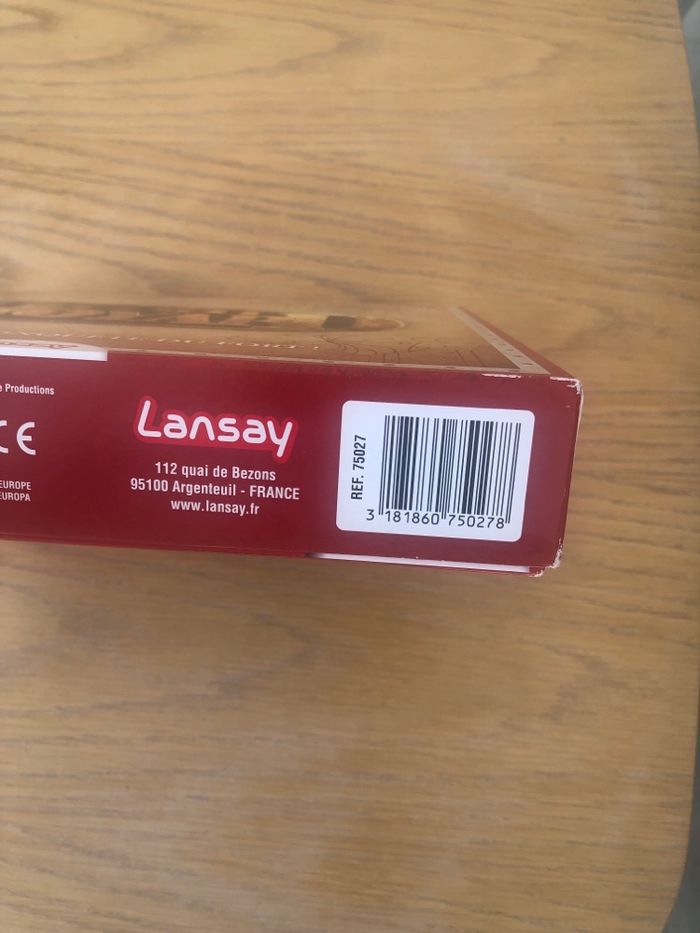 e Productions
CE
EUROPE
EUROPA
Lansay
112 quai de Bezons
95100 Argenteuil - FRANCE
www.lansay.fr
REF. 75027
3 181860 750278